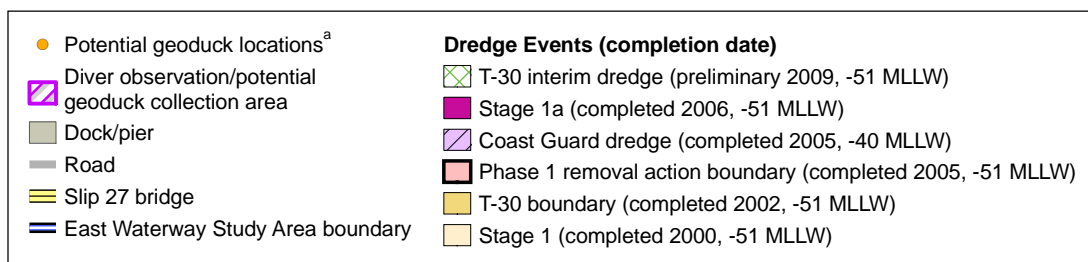 Potential geoduck locationsa
Diver observation/potential
geoduck collection area
Dock/pier
Road
Slip 27 bridge
East Waterway Study Area boundary
Dredge Events (completion date)
T-30 interim dredge (preliminary 2009, -51 MLLW)
Stage 1a (completed 2006, -51 MLLW)
Coast Guard dredge (completed 2005, -40 MLLW)
Phase 1 removal action boundary (completed 2005, -51 MLLW)
T-30 boundary (completed 2002, -51 MLLW)
Stage 1 (completed 2000, -51 MLLW)